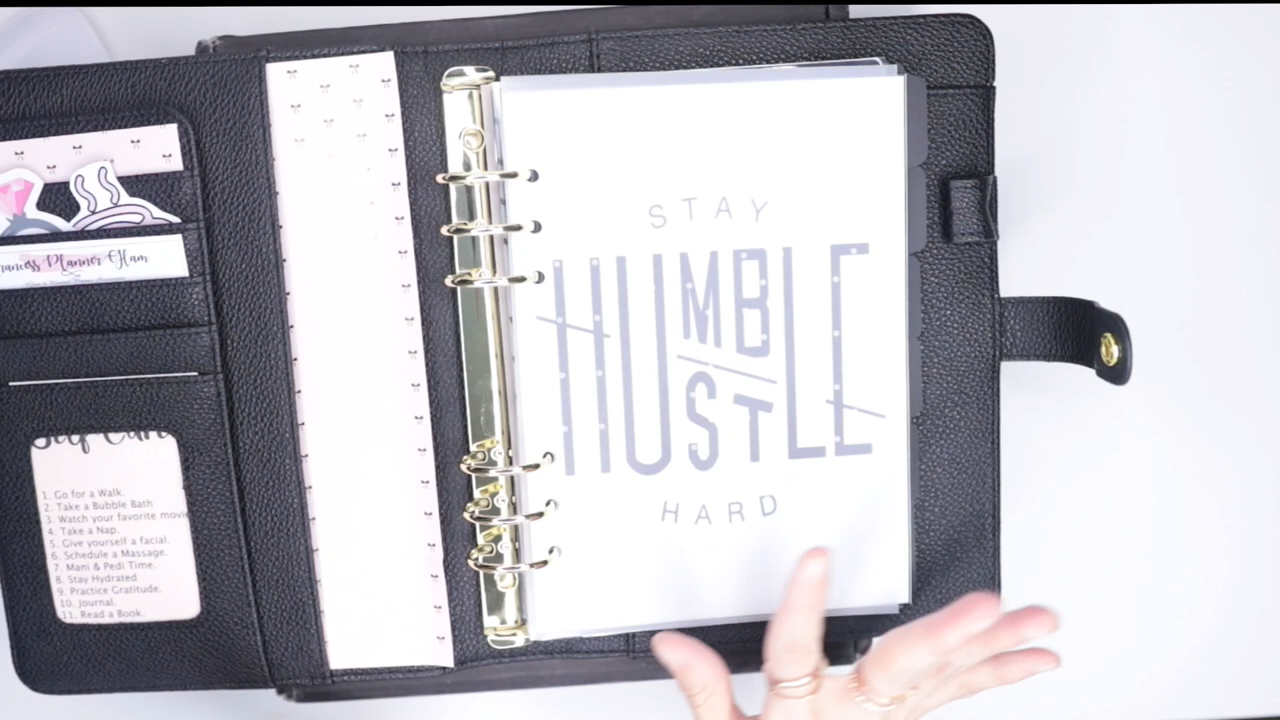 Planner Glam
Self Care
1. Go for a Walk.
2. Take a Bubble Bath
3. Watch your favorite movie
4. Take a Nap.
5. Give yourself a facial.
6. Schedule a Massage.
7. Mani & Pedi Time.
8. Stay Hydrated
9. Practice Gratitude.
10. Journal.
11. Read a Book.
STAY
HUMBLE
HUSTLE
HARD